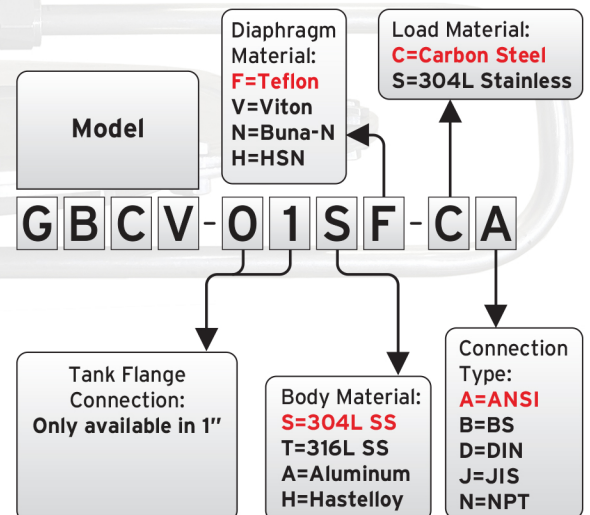 Diaphragm
Material:
F=Teflon
V=Viton
N=Buna-N
H=HSN
Load Material:
C=Carbon Steel
S=304L Stainless
Model
GBCV-01SF-CA
Tank Flange
Connection:
Only available in 1"
Body Material:
S=304L SS
T=316L SS
A=Aluminum
H=Hastelloy
Connection
Type:
A=ANSI
B=BS
D=DIN
J=JIS
N=NPT